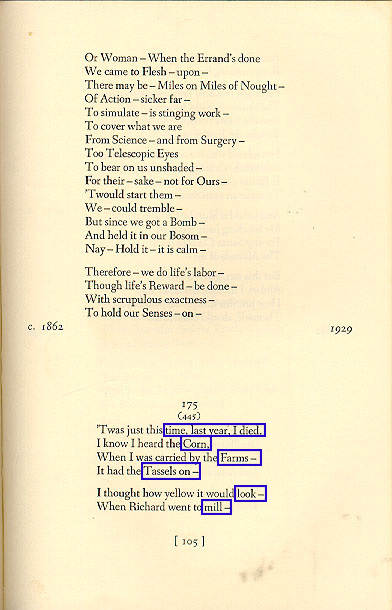 Or Woman – When the Errand's done
We came to Flesh – upon –
There may be – Miles on Miles of Nought –
Of Action – sicker far –
To simulate – is stinging work –
To cover what we are
From Science – and from Surgery –
Too Telescopic Eyes
To bear on us unshaded –
For their – sake – not for Ours –
'Twould start them –
We – could tremble –
But since we got a Bomb –
And held it in our Bosom –
Nay – Hold it – it is calm –
Therefore – we do life's labor –
Though life's Reward – be done –
With scrupulous exactness –
To hold our Senses – on –
c. 1862 1929
175
(445)
'Twas just this time, last year, I died.
I know I heard the Corn,
When I was carried by the Farms –
It had the Tassels on –
I thought how yellow it would look –
When Richard went to mill –
[ 105 ]